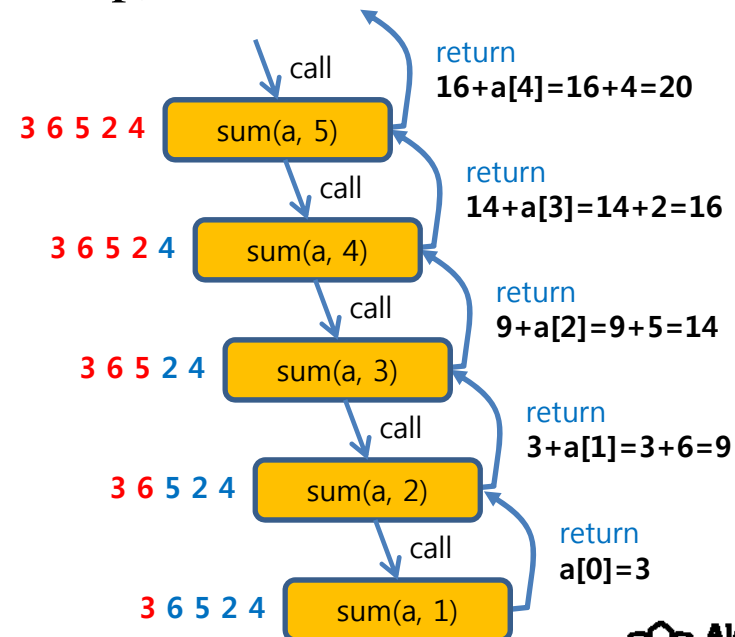 call
return
16+a[4]=16+4=20
3 6 5 2 4
sum(a, 5)
call
return
14+a[3]=14+2=16
3 6 5 2 4
sum(a, 4)
call
return
9+a[2]=9+5=14
3 6 5 2 4
sum(a, 3)
call
return
3+a[1]=3+6=9
3 6 5 2 4
sum(a, 2)
call
return
a[0]=3
3 6 5 2 4
sum(a, 1)